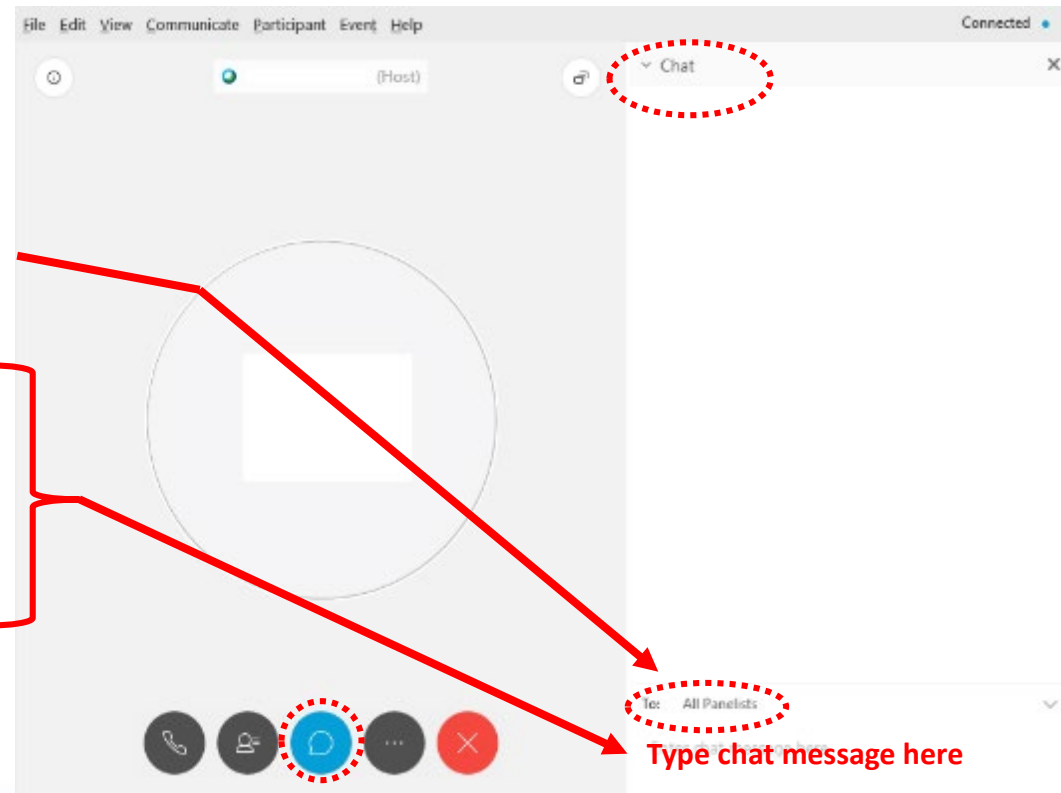 File Edit View Communicate Participant Event Help
Connected
(Host)
Chat
To: All Panelists
Type chat message here